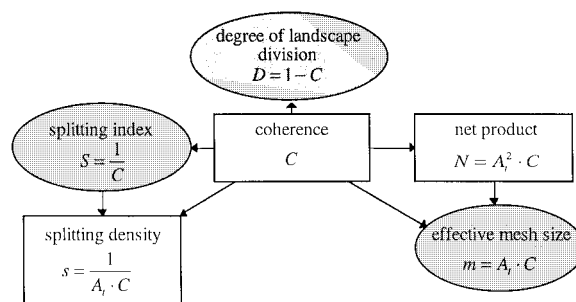 degree of landscape
division
D = 1 − C
splitting index
S = 1/C
coherence
C
net product
N = A_t^2 · C
splitting density
s = 1/(A_t · C)
effective mesh size
m = A_t · C